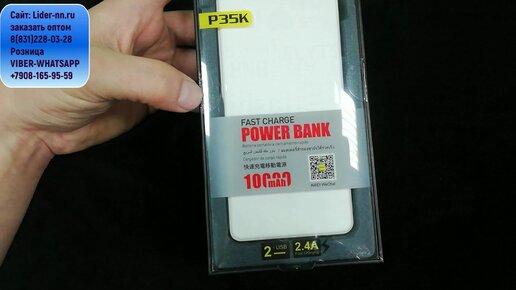 Сайт: Lider-nn.ru
заказать оптом
8(831)228-03-28
Розница
VIBER-WHATSAPP
+7908-165-95-59
P35K
FAST CHARGE
POWER BANK
快速充電移動電源
10000
mAh
2 USB
2.4A